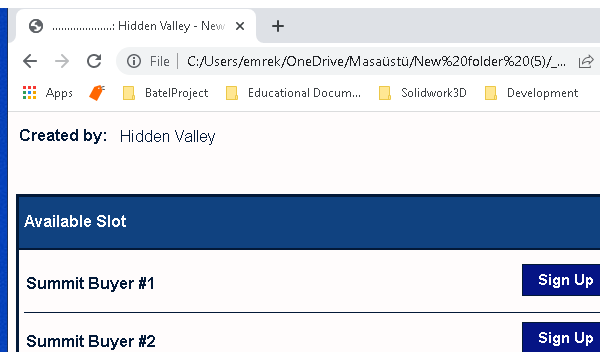 .....................: Hidden Valley - New
File | C:/Users/emrek/OneDrive/Masaüstü/New%20folder%20(5)/_...
Apps BatelProject Educational Docum... Solidwork3D Development
Created by: Hidden Valley
Available Slot
Summit Buyer #1 Sign Up
Summit Buyer #2 Sign Up